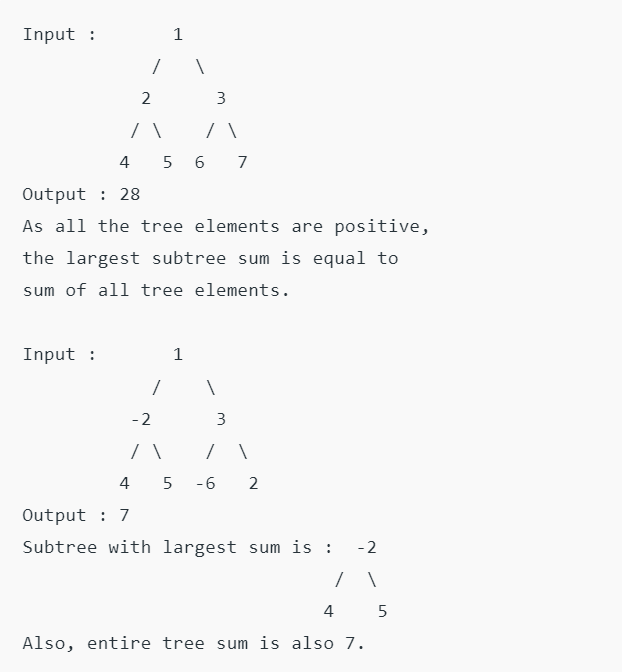 Input :       1
            /   \
           2      3
          / \    / \
         4   5  6   7
Output : 28
As all the tree elements are positive,
the largest subtree sum is equal to
sum of all tree elements.
Input :       1
            /    \
          -2      3
          / \    /  \
         4   5  -6    2
Output : 7
Subtree with largest sum is :  -2
                             /  \
                            4    5
Also, entire tree sum is also 7.